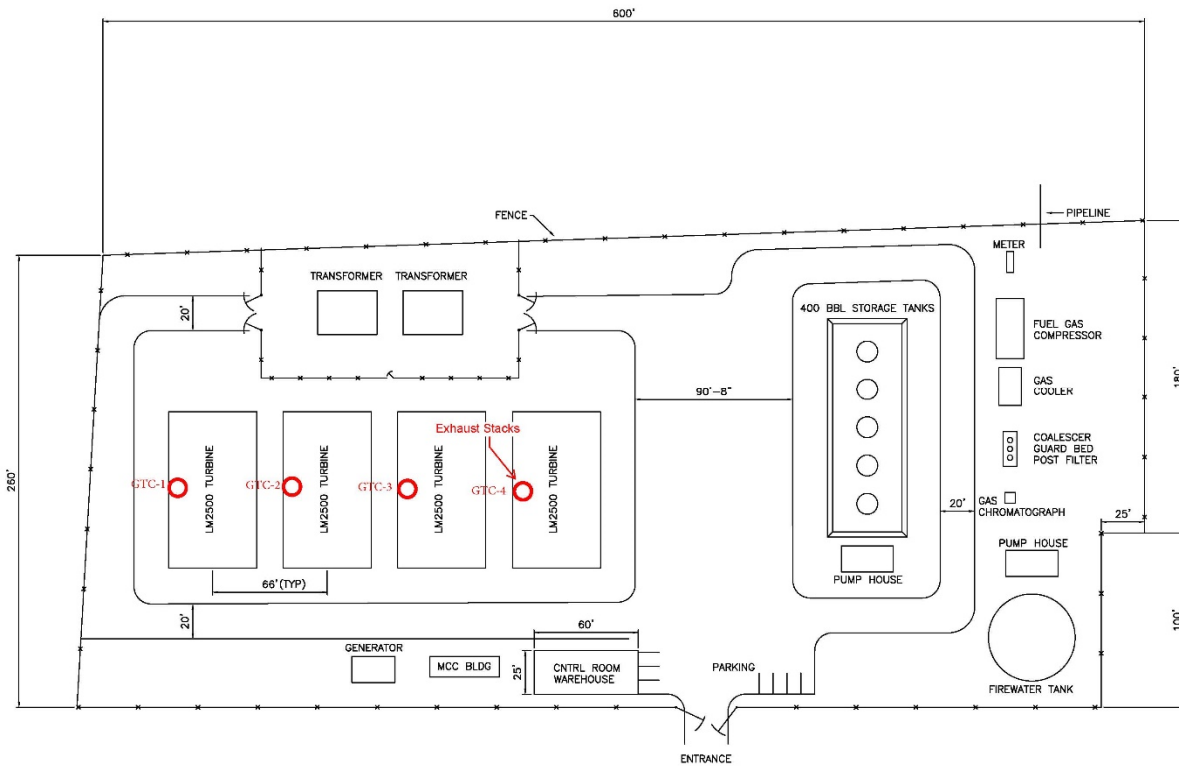 600'
FENCE
PIPELINE
METER
TRANSFORMER
TRANSFORMER
400 BBL STORAGE TANKS
20'
FUEL GAS
COMPRESSOR
180'
GAS
COOLER
90'-8"
Exhaust Stacks
COALESCER
GUARD BED
POST FILTER
260'
GTC-1
LM2500 TURBINE
GTC-2
LM2500 TURBINE
GTC-3
LM2500 TURBINE
GTC-4
LM2500 TURBINE
20'
GAS
CHROMATOGRAPH
25'
PUMP HOUSE
PUMP HOUSE
66'(TYP)
100'
20'
60'
GENERATOR
MCC BLDG
25'
CNTRL ROOM
WAREHOUSE
PARKING
FIREWATER TANK
ENTRANCE